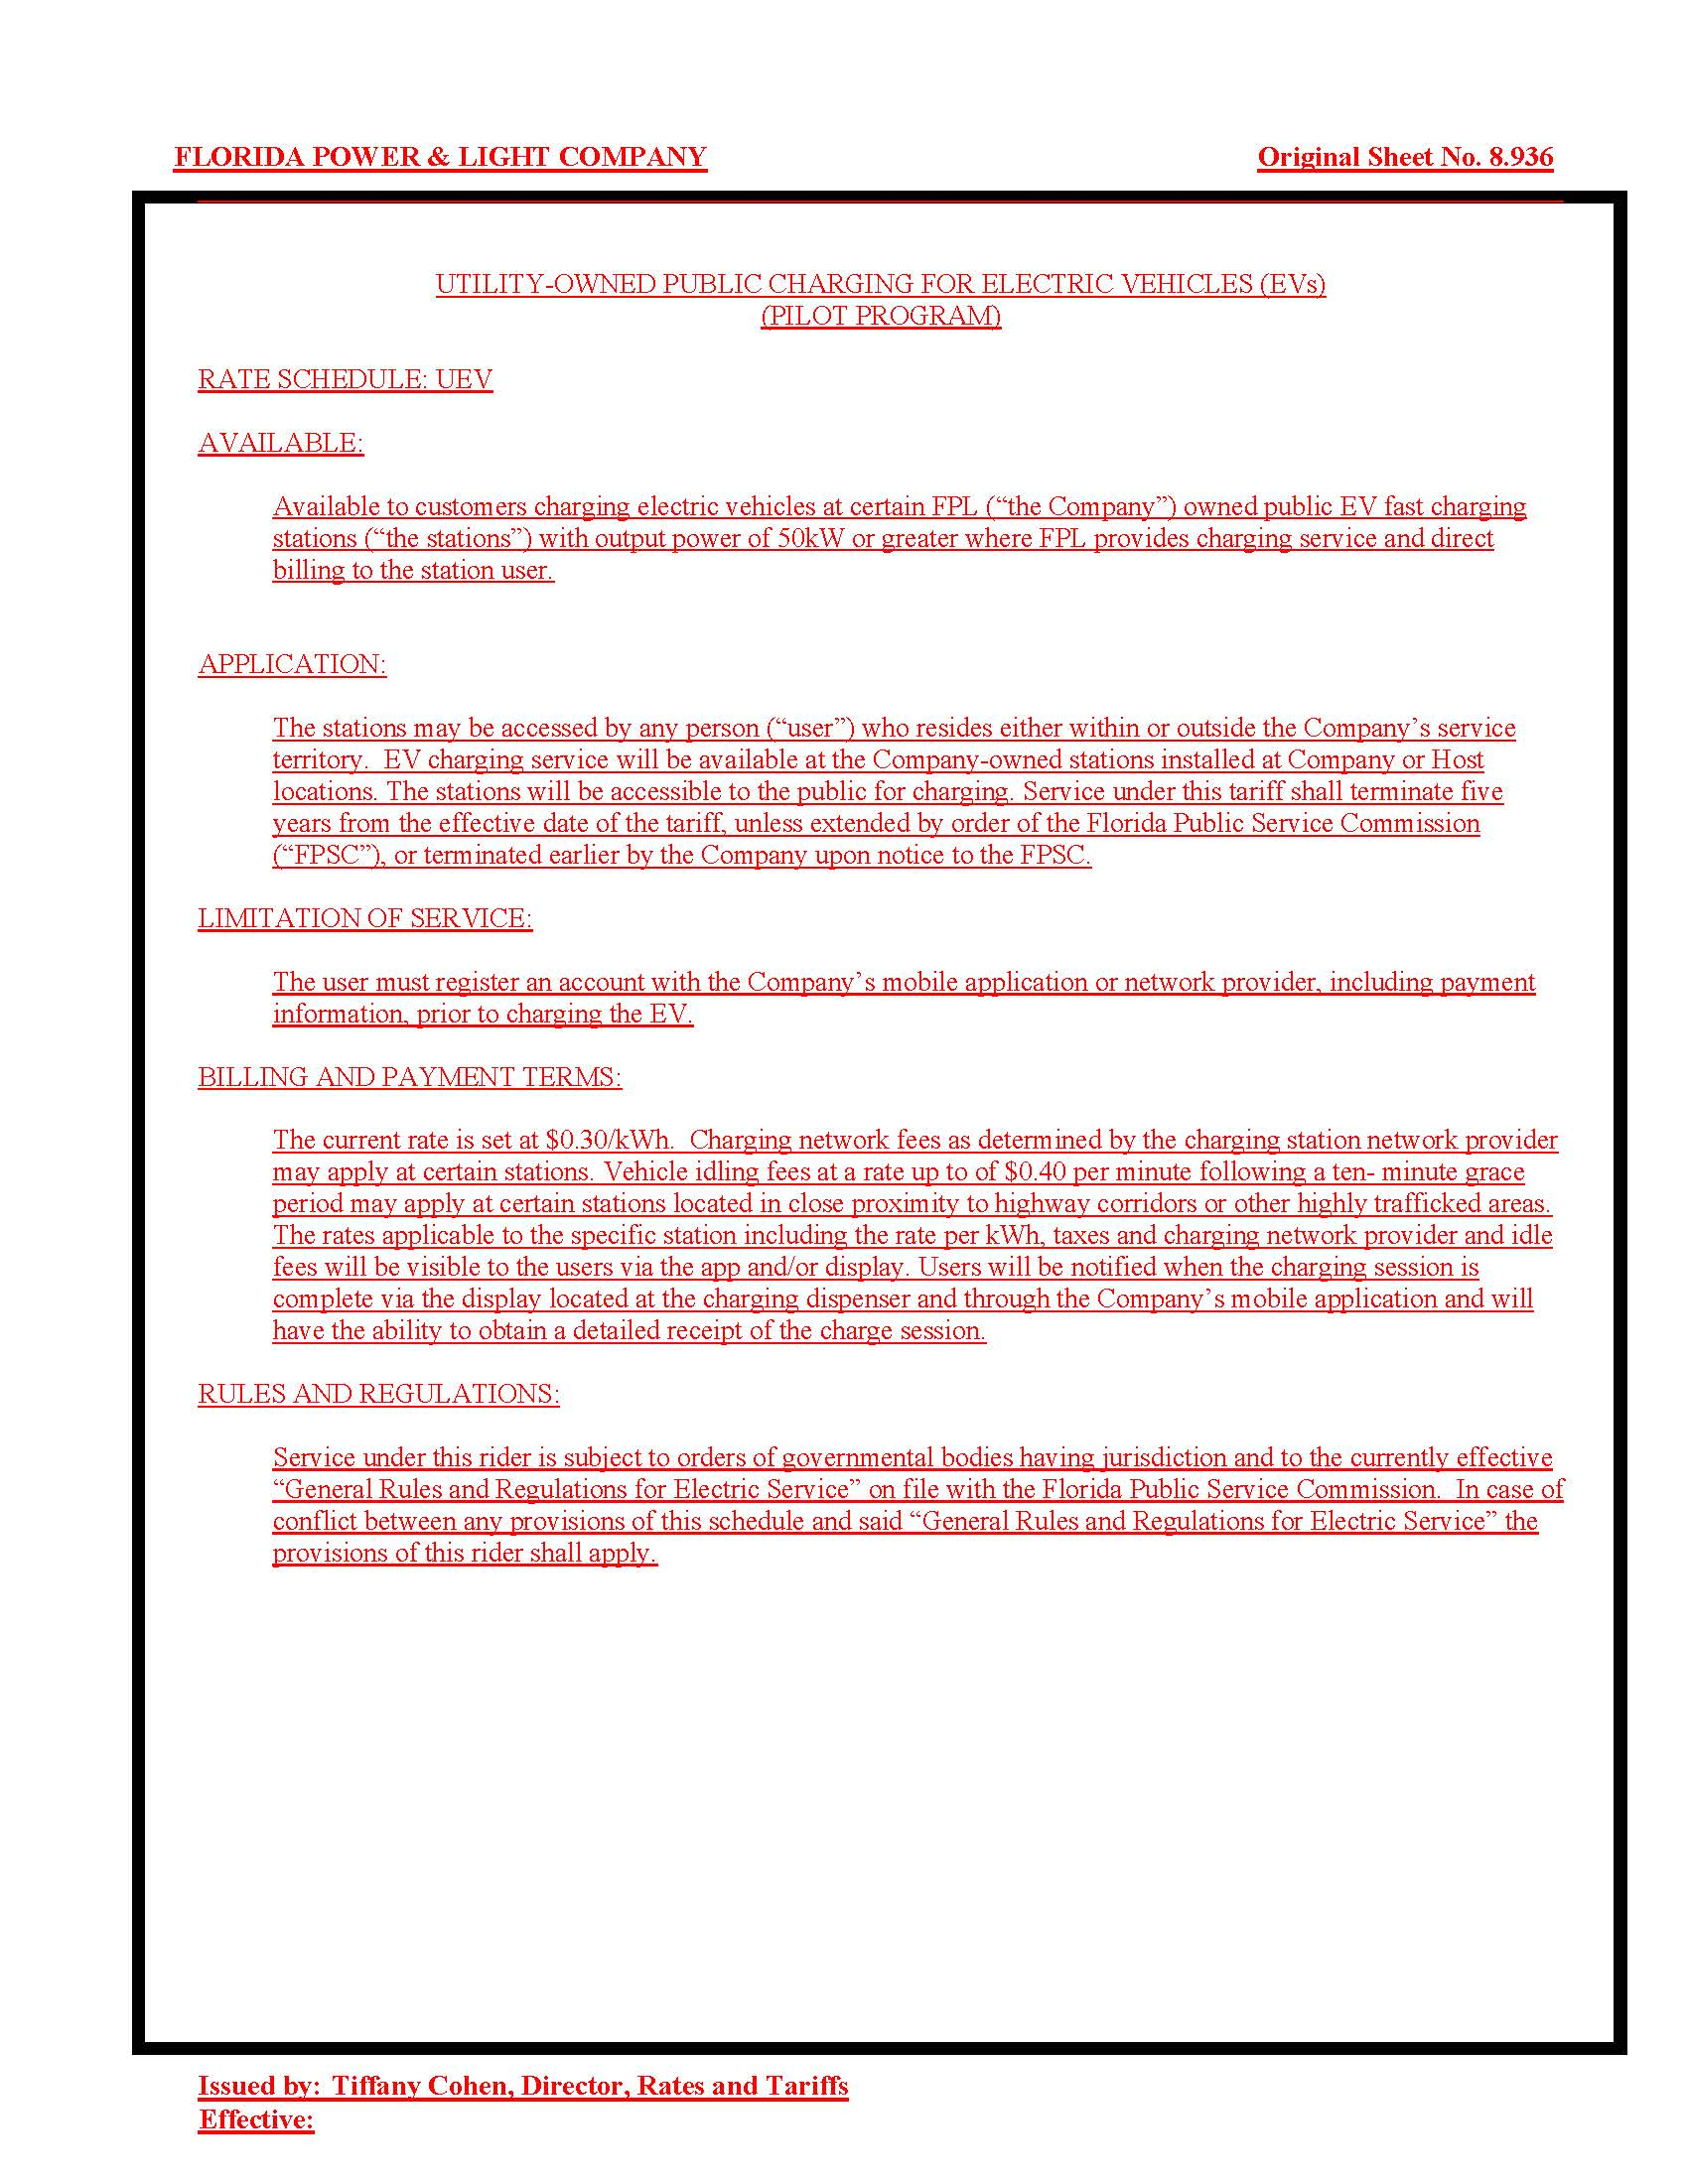 FLORIDA POWER & LIGHT COMPANY Original Sheet No. 8.936
UTILITY-OWNED PUBLIC CHARGING FOR ELECTRIC VEHICLES (EVs)
(PILOT PROGRAM)
RATE SCHEDULE: UEV
AVAILABLE:
Available to customers charging electric vehicles at certain FPL (“the Company”) owned public EV fast charging
stations (“the stations”) with output power of 50kW or greater where FPL provides charging service and direct
billing to the station user.
APPLICATION:
The stations may be accessed by any person (“user”) who resides either within or outside the Company’s service
territory.  EV charging service will be available at the Company-owned stations installed at Company or Host
locations. The stations will be accessible to the public for charging. Service under this tariff shall terminate five
years from the effective date of the tariff, unless extended by order of the Florida Public Service Commission
(“FPSC”), or terminated earlier by the Company upon notice to the FPSC.
LIMITATION OF SERVICE:
The user must register an account with the Company’s mobile application or network provider, including payment
information, prior to charging the EV.
BILLING AND PAYMENT TERMS:
The current rate is set at $0.30/kWh.  Charging network fees as determined by the charging station network provider
may apply at certain stations. Vehicle idling fees at a rate up to of $0.40 per minute following a ten- minute grace
period may apply at certain stations located in close proximity to highway corridors or other highly trafficked areas.
The rates applicable to the specific station including the rate per kWh, taxes and charging network provider and idle
fees will be visible to the users via the app and/or display. Users will be notified when the charging session is
complete via the display located at the charging dispenser and through the Company’s mobile application and will
have the ability to obtain a detailed receipt of the charge session.
RULES AND REGULATIONS:
Service under this rider is subject to orders of governmental bodies having jurisdiction and to the currently effective
“General Rules and Regulations for Electric Service” on file with the Florida Public Service Commission.  In case of
conflict between any provisions of this schedule and said “General Rules and Regulations for Electric Service” the
provisions of this rider shall apply.
Issued by: Tiffany Cohen, Director, Rates and Tariffs
Effective: